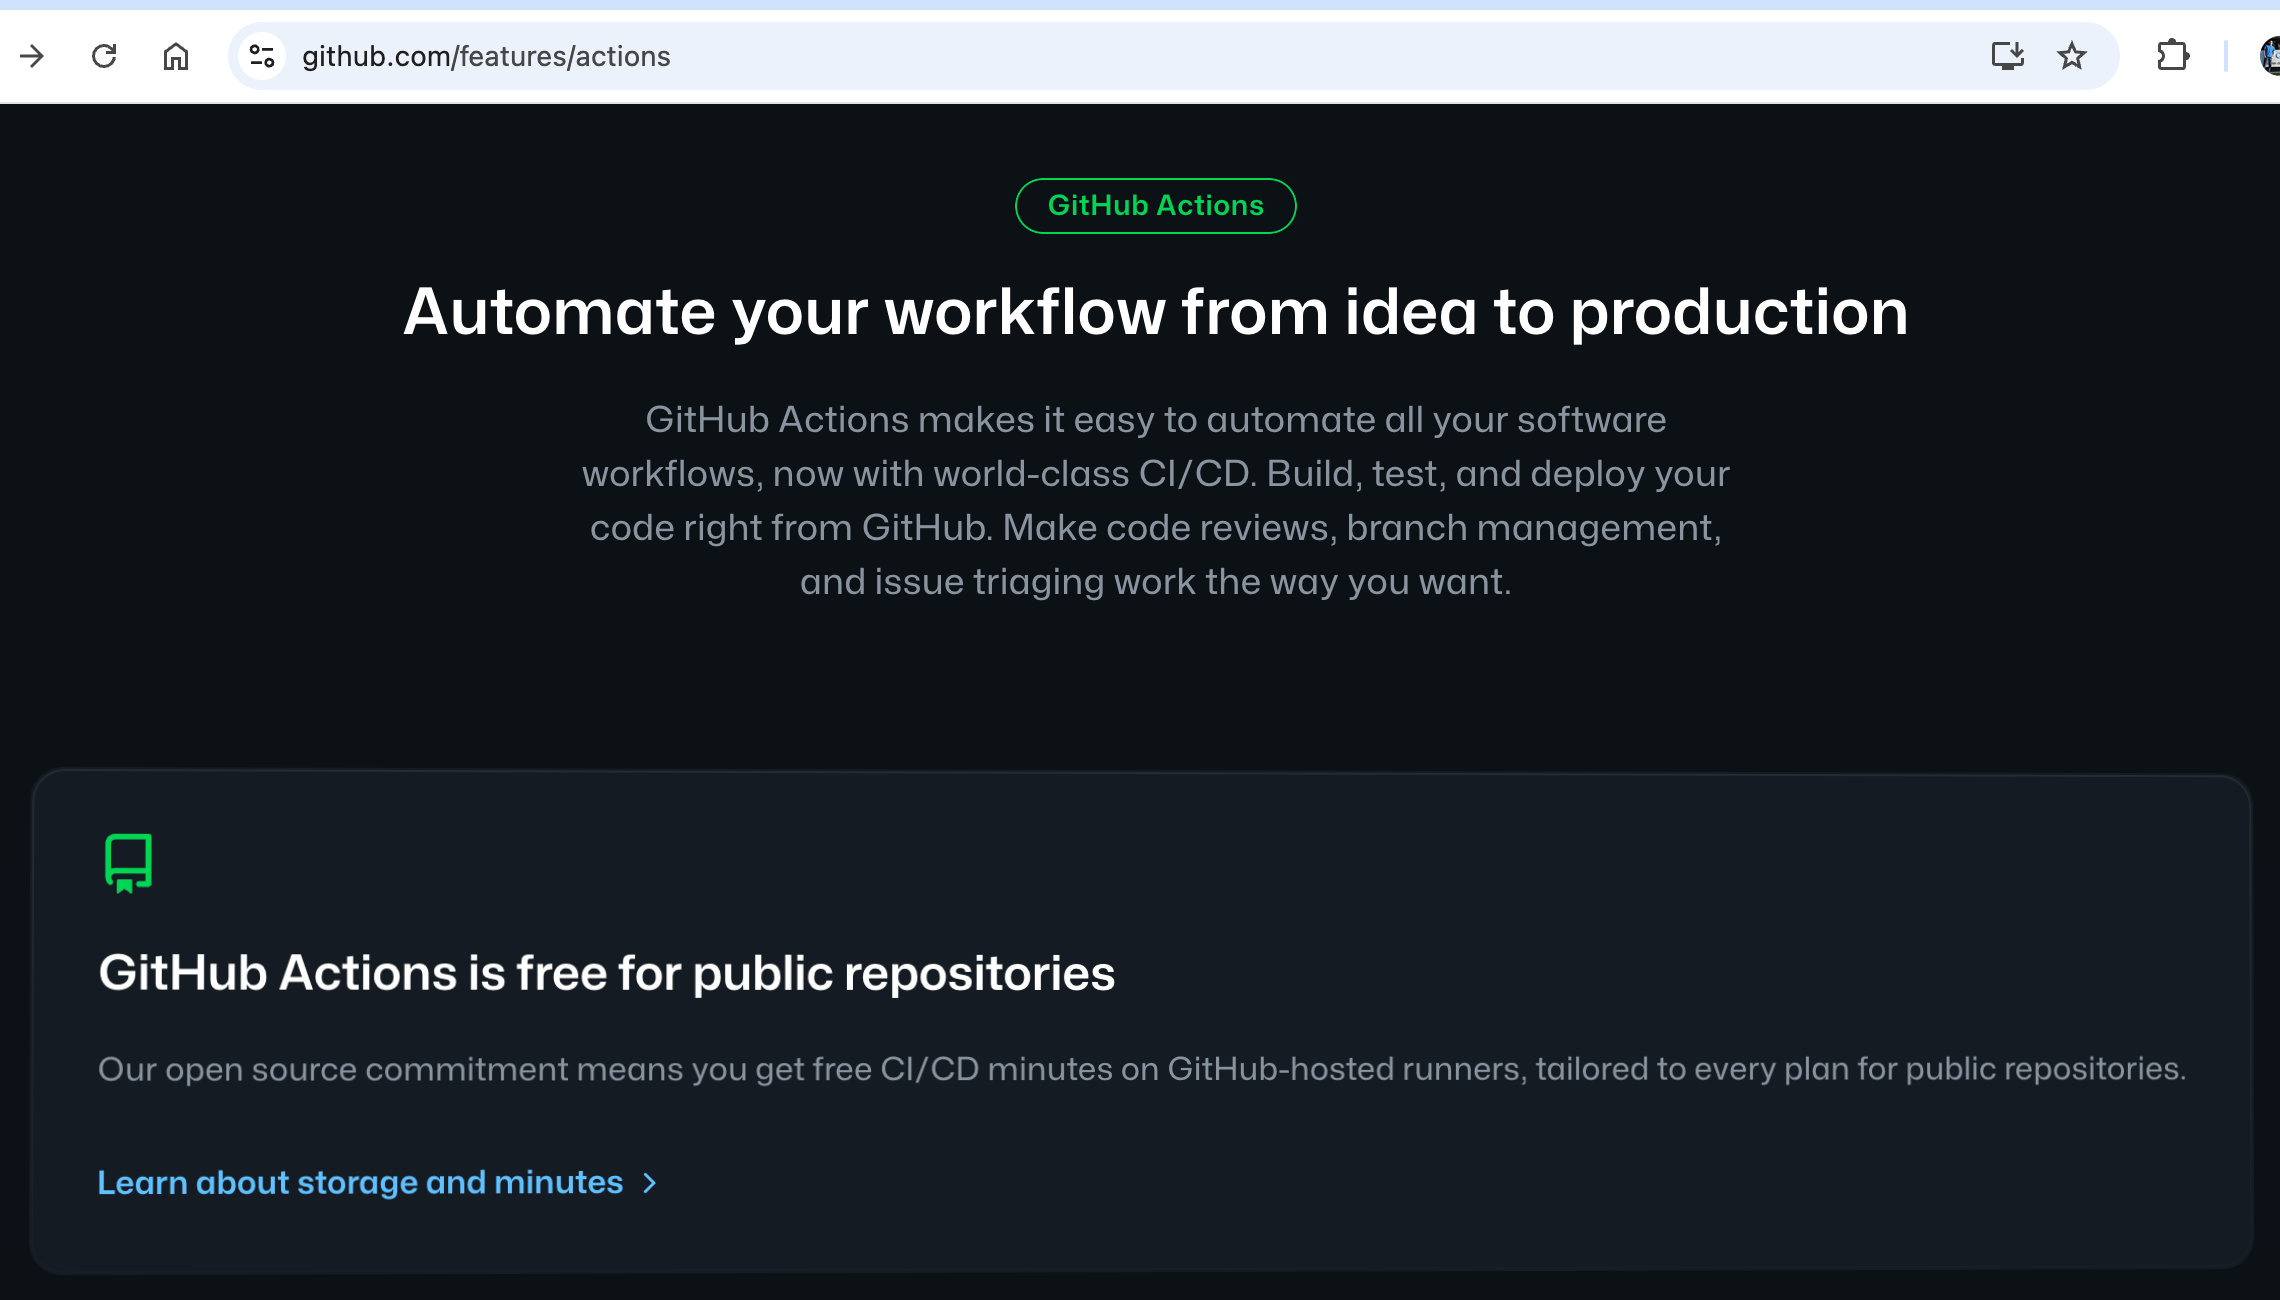 github.com/features/actions
GitHub Actions
Automate your workflow from idea to production
GitHub Actions makes it easy to automate all your software
workflows, now with world-class CI/CD. Build, test, and deploy your
code right from GitHub. Make code reviews, branch management,
and issue triaging work the way you want.
GitHub Actions is free for public repositories
Our open source commitment means you get free CI/CD minutes on GitHub-hosted runners, tailored to every plan for public repositories.
Learn about storage and minutes